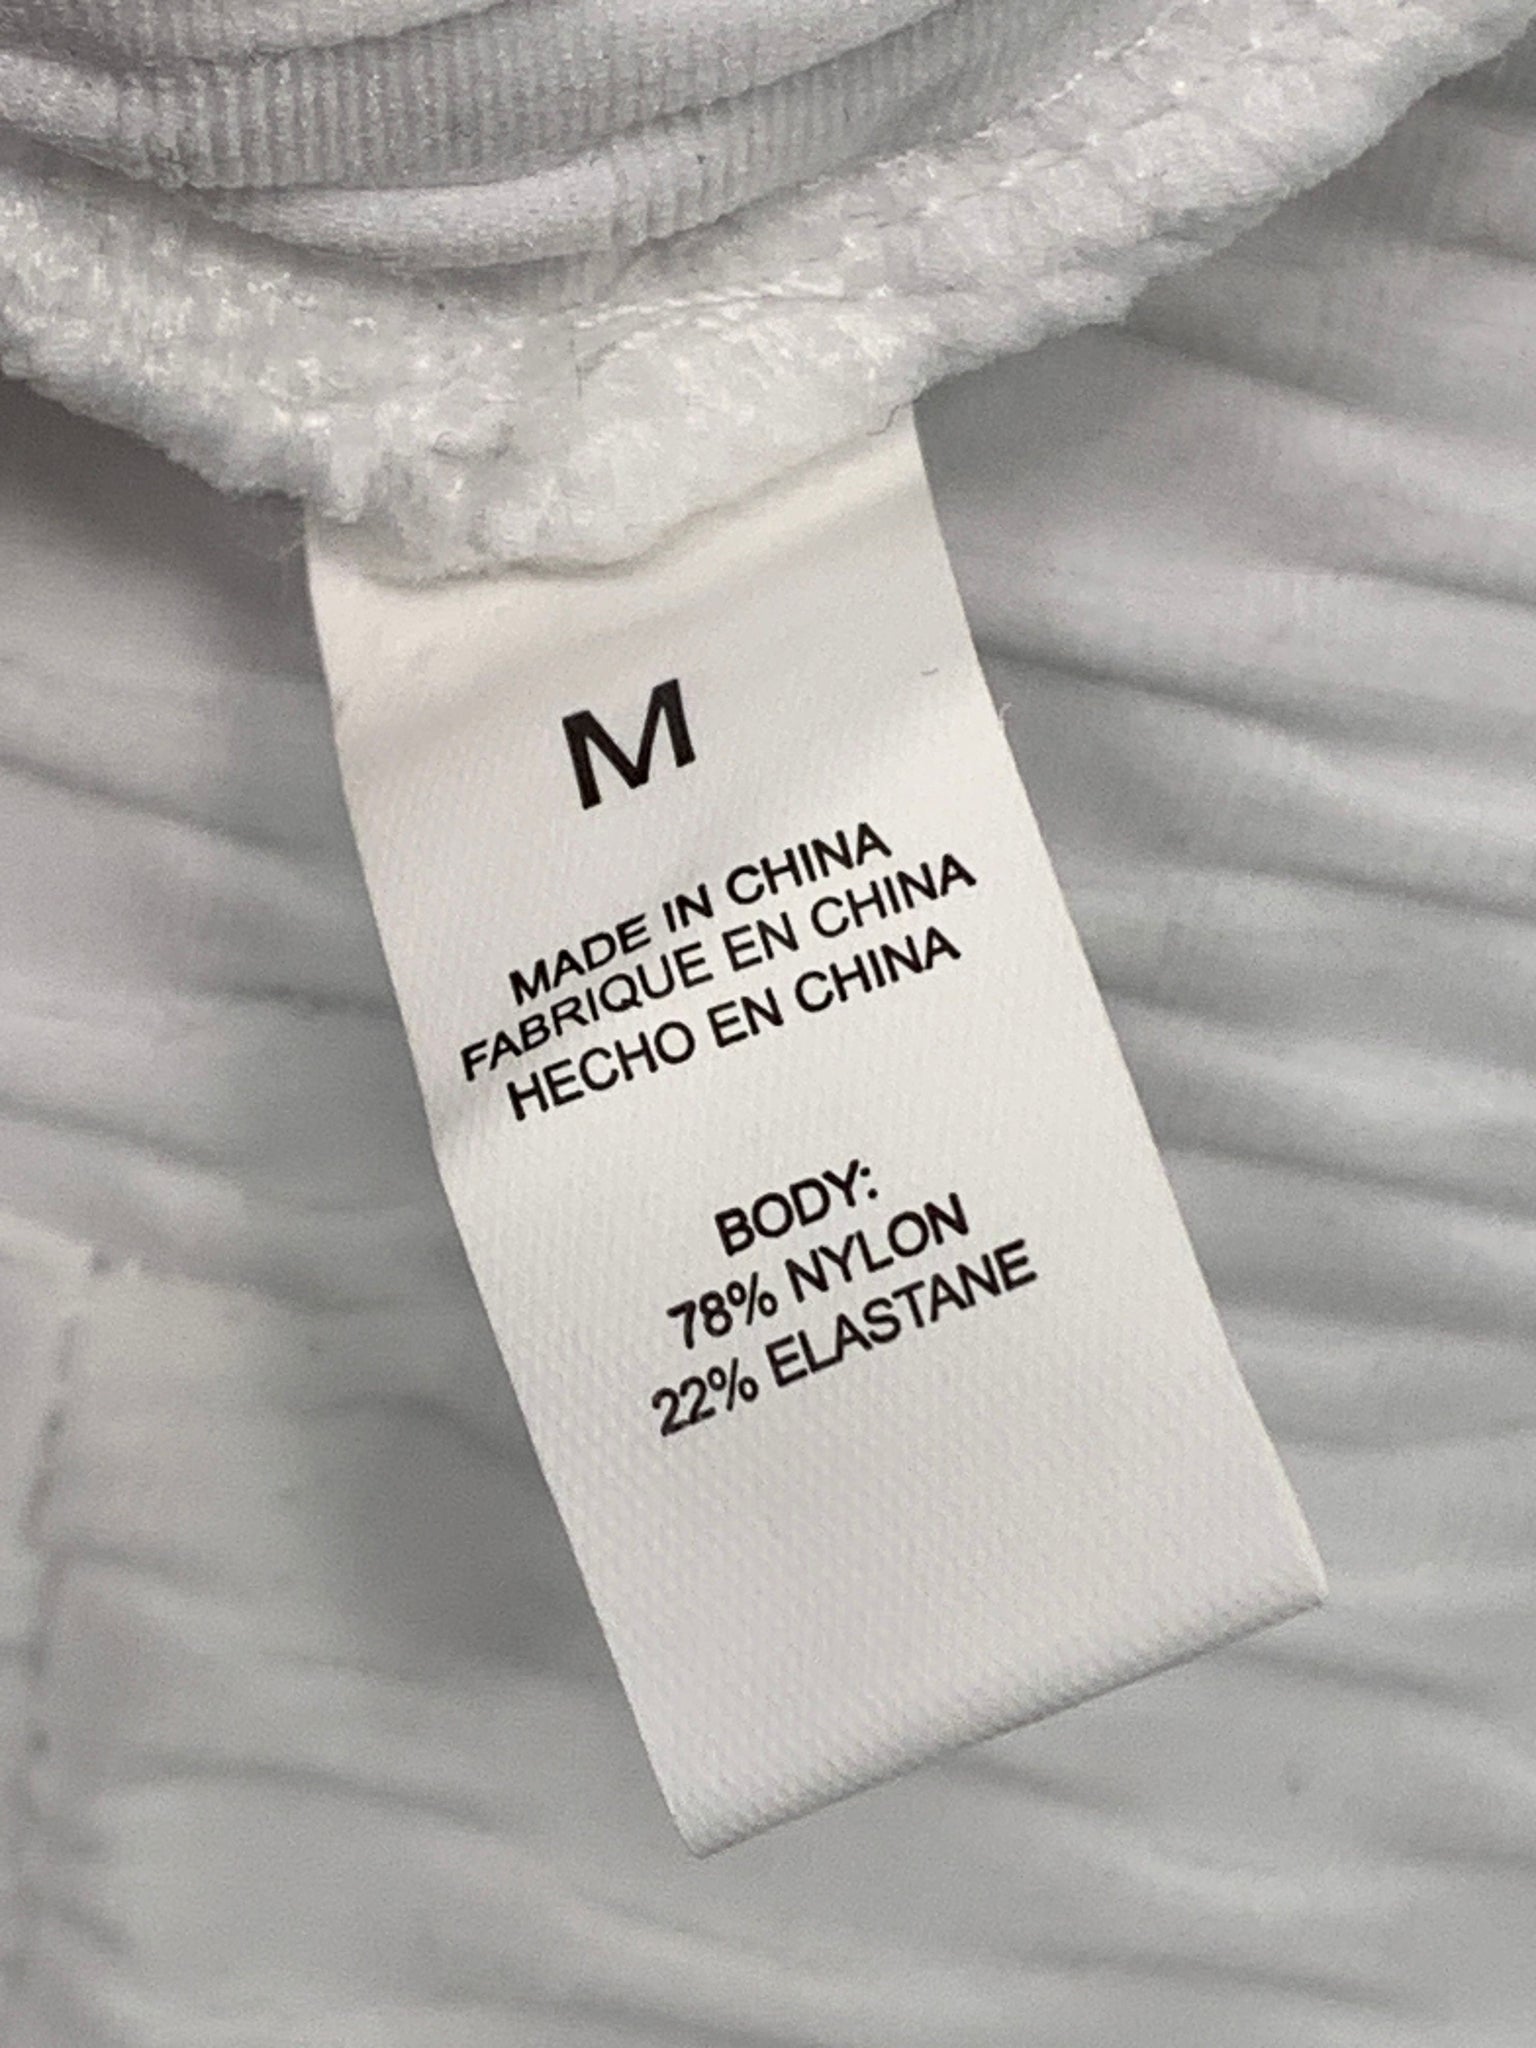 M
MADE IN CHINA
FABRIQUE EN CHINA
HECHO EN CHINA
BODY:
78% NYLON
22% ELASTANE